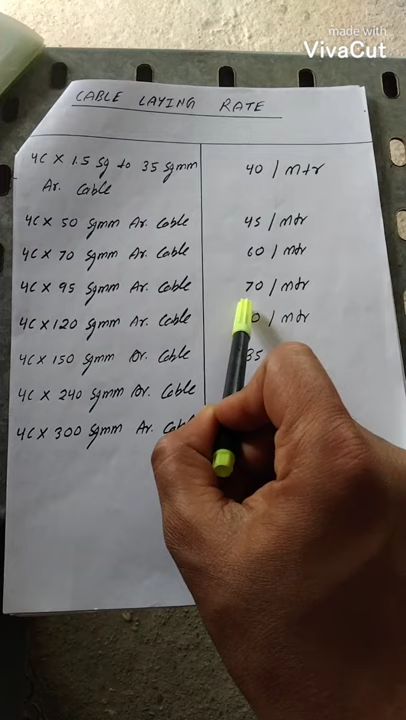 made with
VivaCut
CABLE LAYING RATE
4C X 1.5 Sq to 35 Sqmm 40 / Mtr
Ar. Cable
4C X 50 Sqmm Ar. Cable 45 / Mtr
4C X 70 Sqmm Ar. Cable 60 / Mtr
4C X 95 Sqmm Ar. Cable 70 / Mtr
4C X 120 Sqmm Ar. Cable 0 / Mtr
4C X 150 Sqmm Ar. Cable 85
4C X 240 Sqmm Ar. Cable
4C X 300 Sqmm Ar. Cable